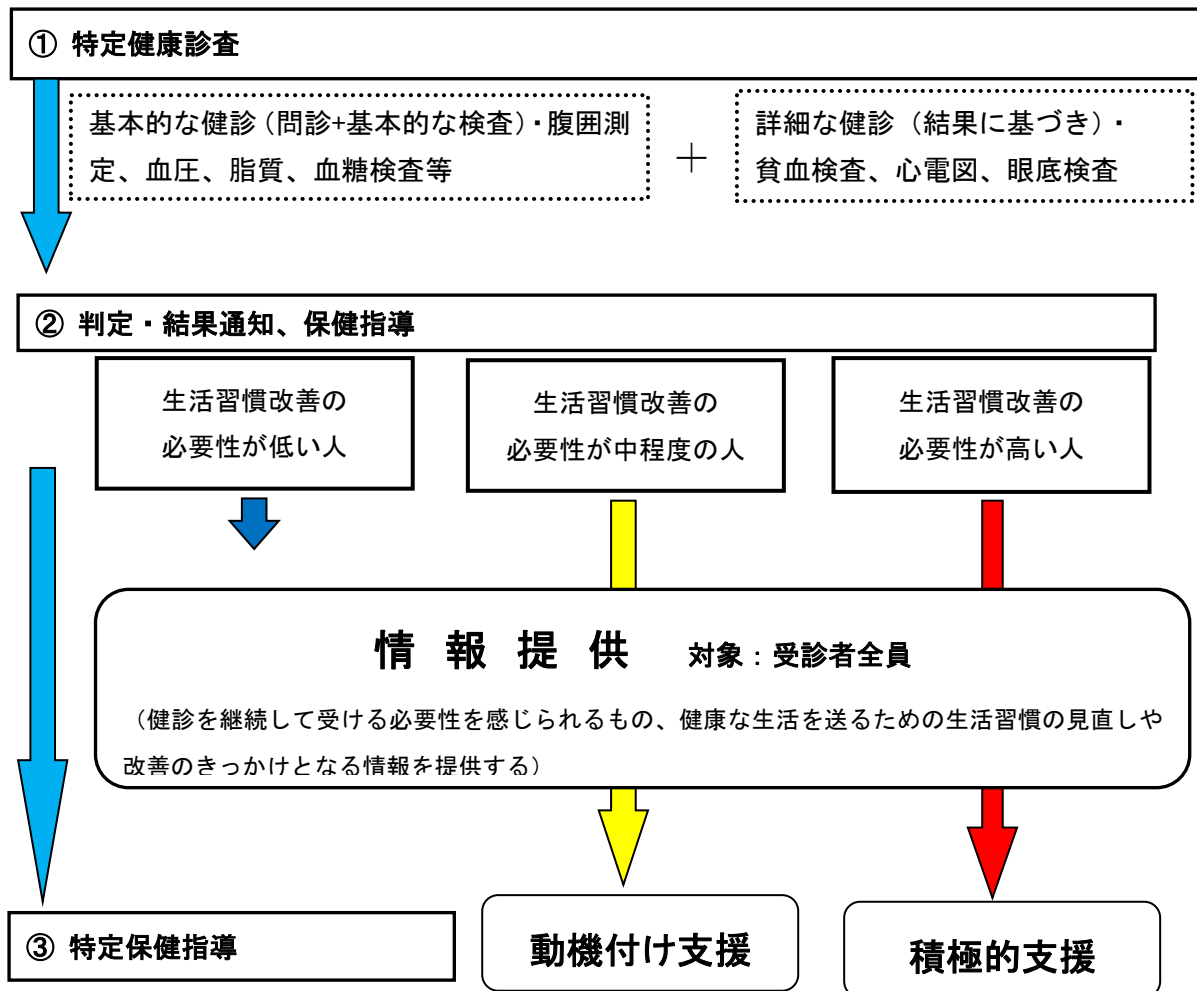 ① 特定健康診査
基本的な健診（問診+基本的な検査）・腹囲測
定、血圧、脂質、血糖検査等
＋
詳細な健診（結果に基づき）・
貧血検査、心電図、眼底検査
② 判定・結果通知、保健指導
生活習慣改善の
必要性が低い人
生活習慣改善の
必要性が中程度の人
生活習慣改善の
必要性が高い人
情 報 提 供　対象：受診者全員
（健診を継続して受ける必要性を感じられるもの、健康な生活を送るための生活習慣の見直しや
改善のきっかけとなる情報を提供する）
③ 特定保健指導
動機付け支援
積極的支援